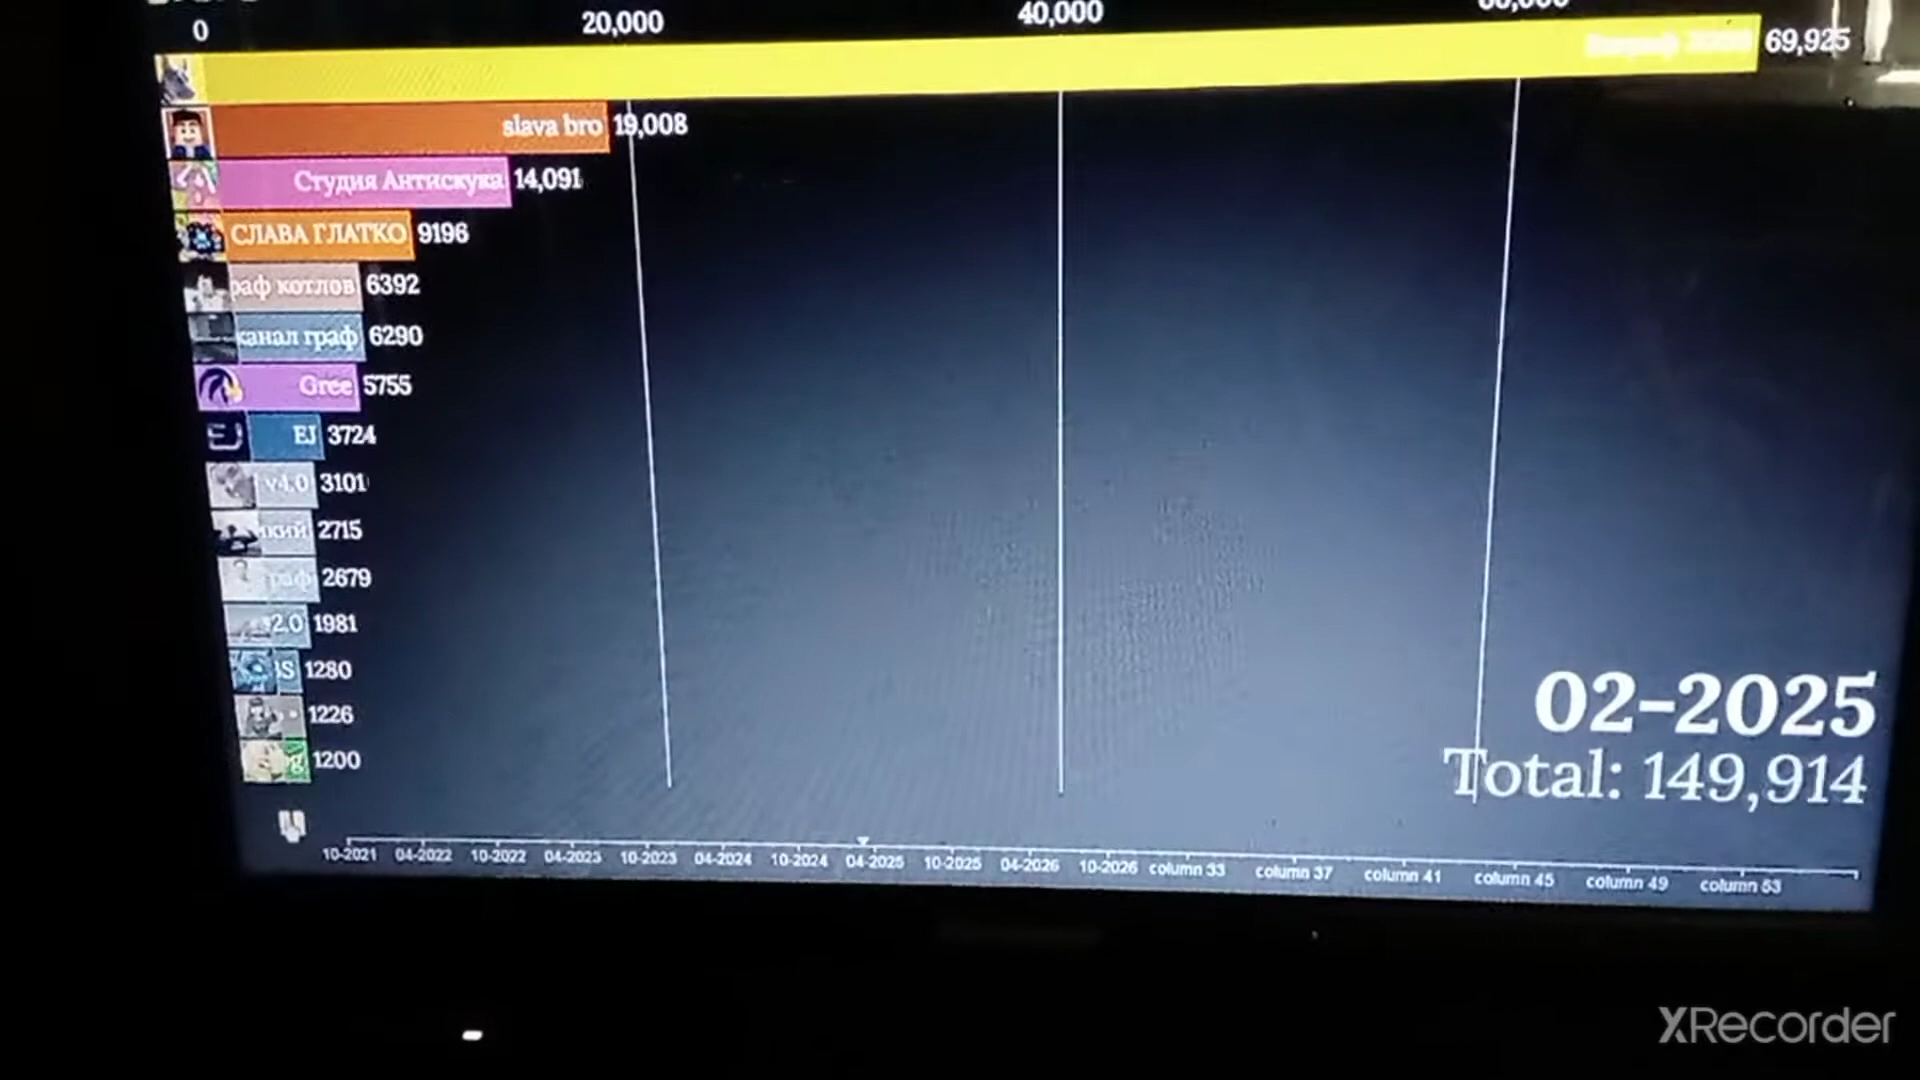 0
20,000
40,000
69,925
slava bro 19,008
Студия Антискука 14,091
СЛАВА ГЛАТКО 9196
раф котлов 6392
канал граф 6290
Gree 5755
EJ 3724
v4.0 3101
кий 2715
раф 2679
2.0 1981
1280
1226
1200
02-2025
Total: 149,914
10-2021 04-2022 10-2022 04-2023 10-2023 04-2024 10-2024 04-2025 10-2025 04-2026 10-2026 column 33 column 37 column 41 column 45 column 49 column 53
XRecorder